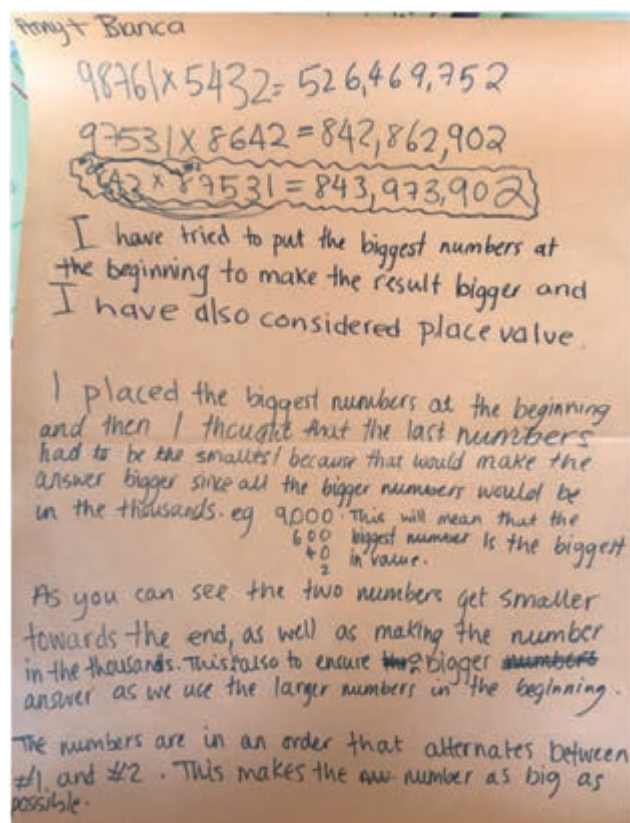 Amy + Bianca
98761 x 5432 = 526,469,752
97531 x 8642 = 842,862,902
#2 #1
9642 x 87531 = 843,973,902
I have tried to put the biggest numbers at
the beginning to make the result bigger and
I have also considered place value.
I placed the biggest numbers at the beginning
and then I thought that the last numbers
had to be the smallest because that would make the
answer bigger since all the bigger numbers would be
in the thousands. eg 9,000. This will mean that the
600 biggest number is the biggest
40 in value.
2
As you can see the two numbers get smaller
towards the end, as well as making the number
in the thousands. This is also to ensure a bigger
answer as we use the larger numbers in the beginning.
The numbers are in an order that alternates between
#1 and #2. This makes the number as big as
possible.